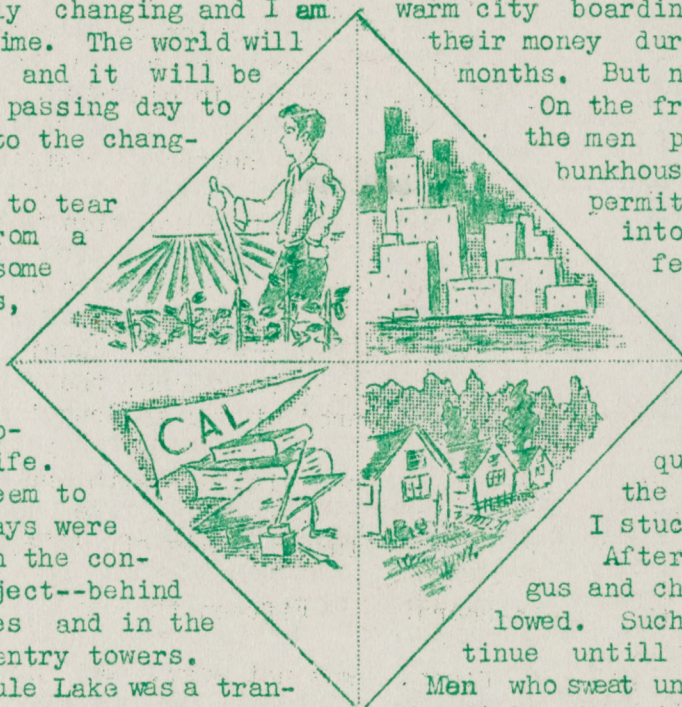 changing and I am
ime. The world will
and it will be
passing day to
to the chang-
to tear
rom a
some
s,
o-
ife.
eem to
ays were
n the con-
ject--behind
es and in the
entry towers.
ule Lake was a tran-
warm city boardin
their money dur
months. But n
On the fr
the men p
bunkhous
permit
into
fe
CAL
qu
the
I stuc
After
gus and ch
lowed. Such
tinue untill
Men who sweat un